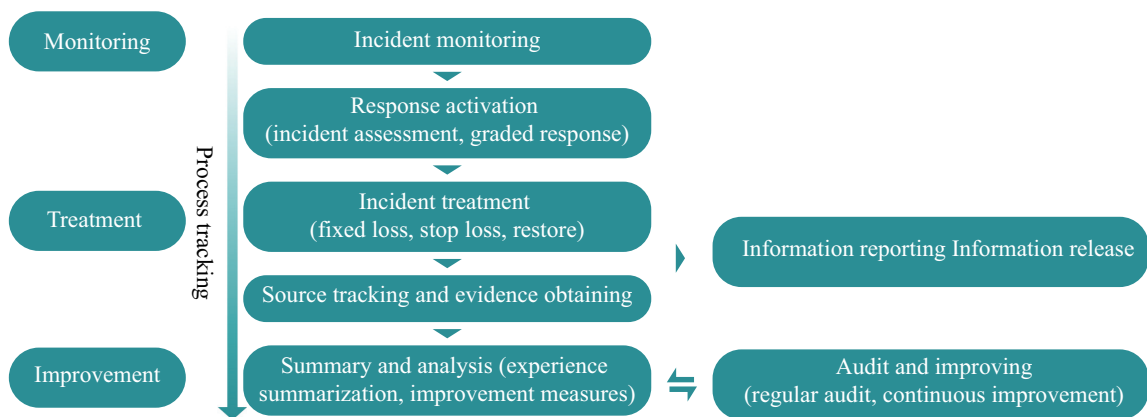 Monitoring
Incident monitoring
Response activation
(incident assessment, graded response)
Process tracking
Treatment
Incident treatment
(fixed loss, stop loss, restore)
Information reporting Information release
Source tracking and evidence obtaining
Improvement
Summary and analysis (experience
summarization, improvement measures)
Audit and improving
(regular audit, continuous improvement)